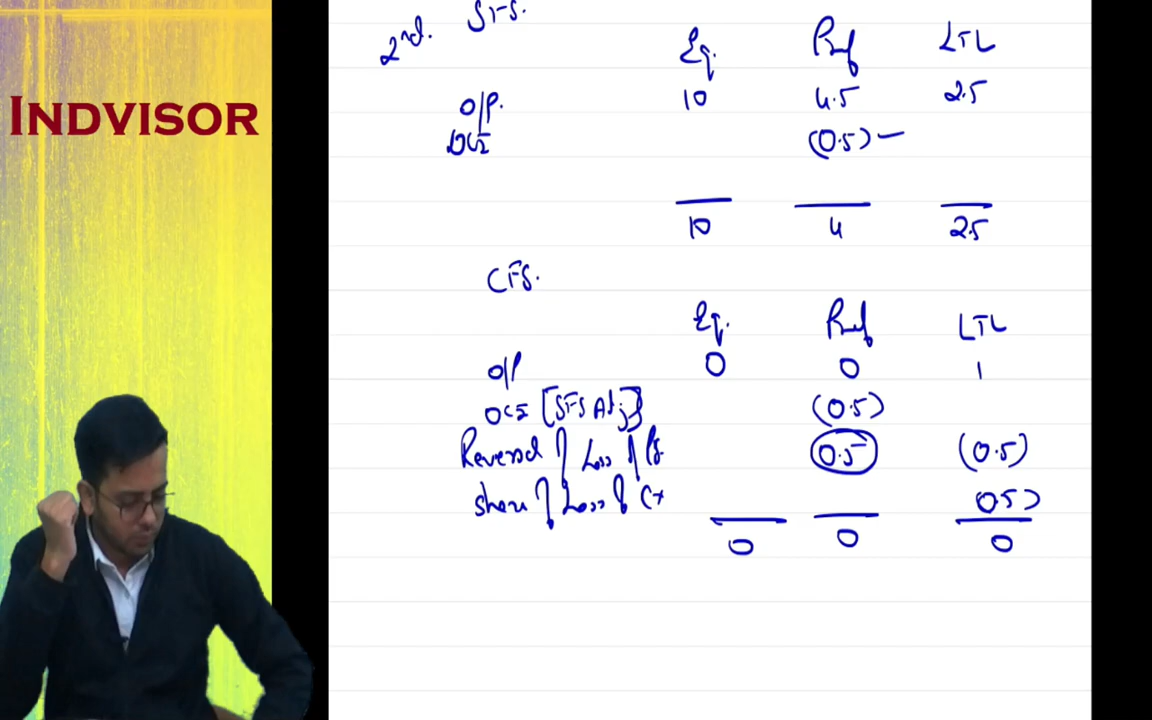 INDVISOR
2nd. SFS.
Eq. Pref LTL
O/P. 10 4.5 2.5
OCI (0.5) —
10 4 2.5
CFS.
Eq. Pref LTL
O/P 0 0 1
OCI [SFS Adj]
(0.5)
Reversal of Loss of 0.5 (0.5)
Share of Loss of 0.5)
0 0 0